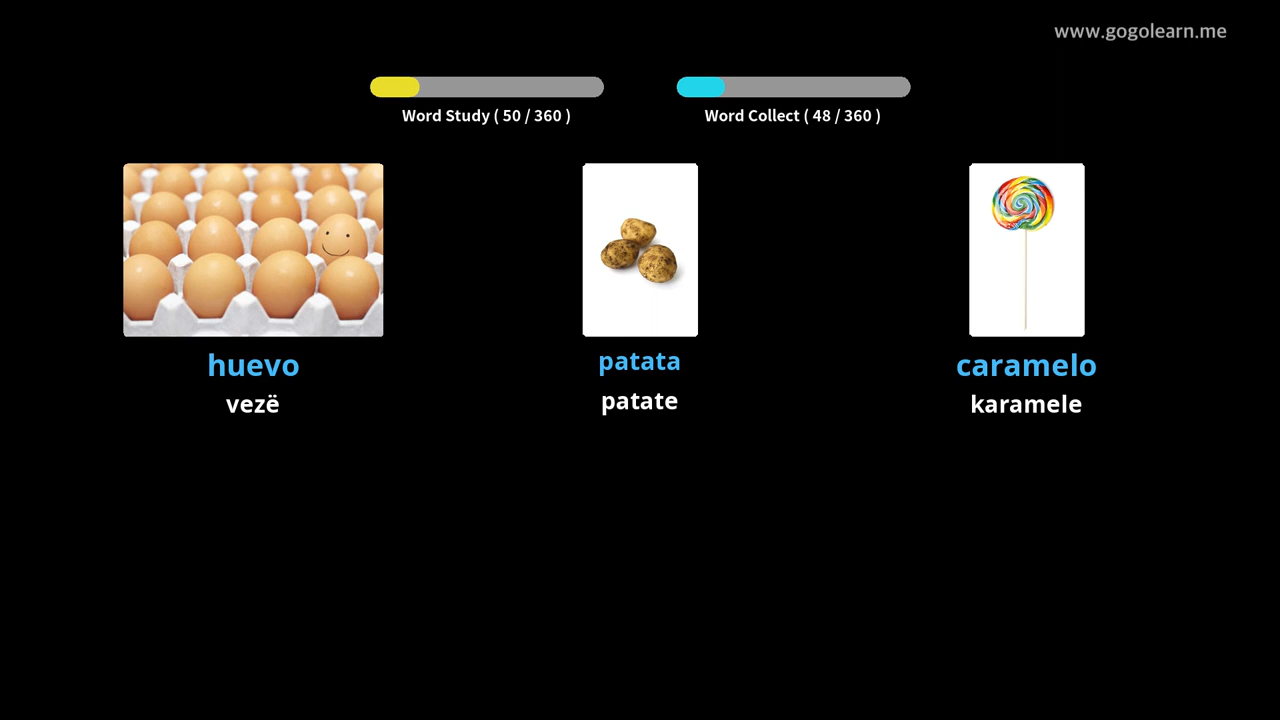 www.gogolearn.me
Word Study ( 50 / 360 )
Word Collect ( 48 / 360 )
huevo
vezë
patata
patate
caramelo
karamele